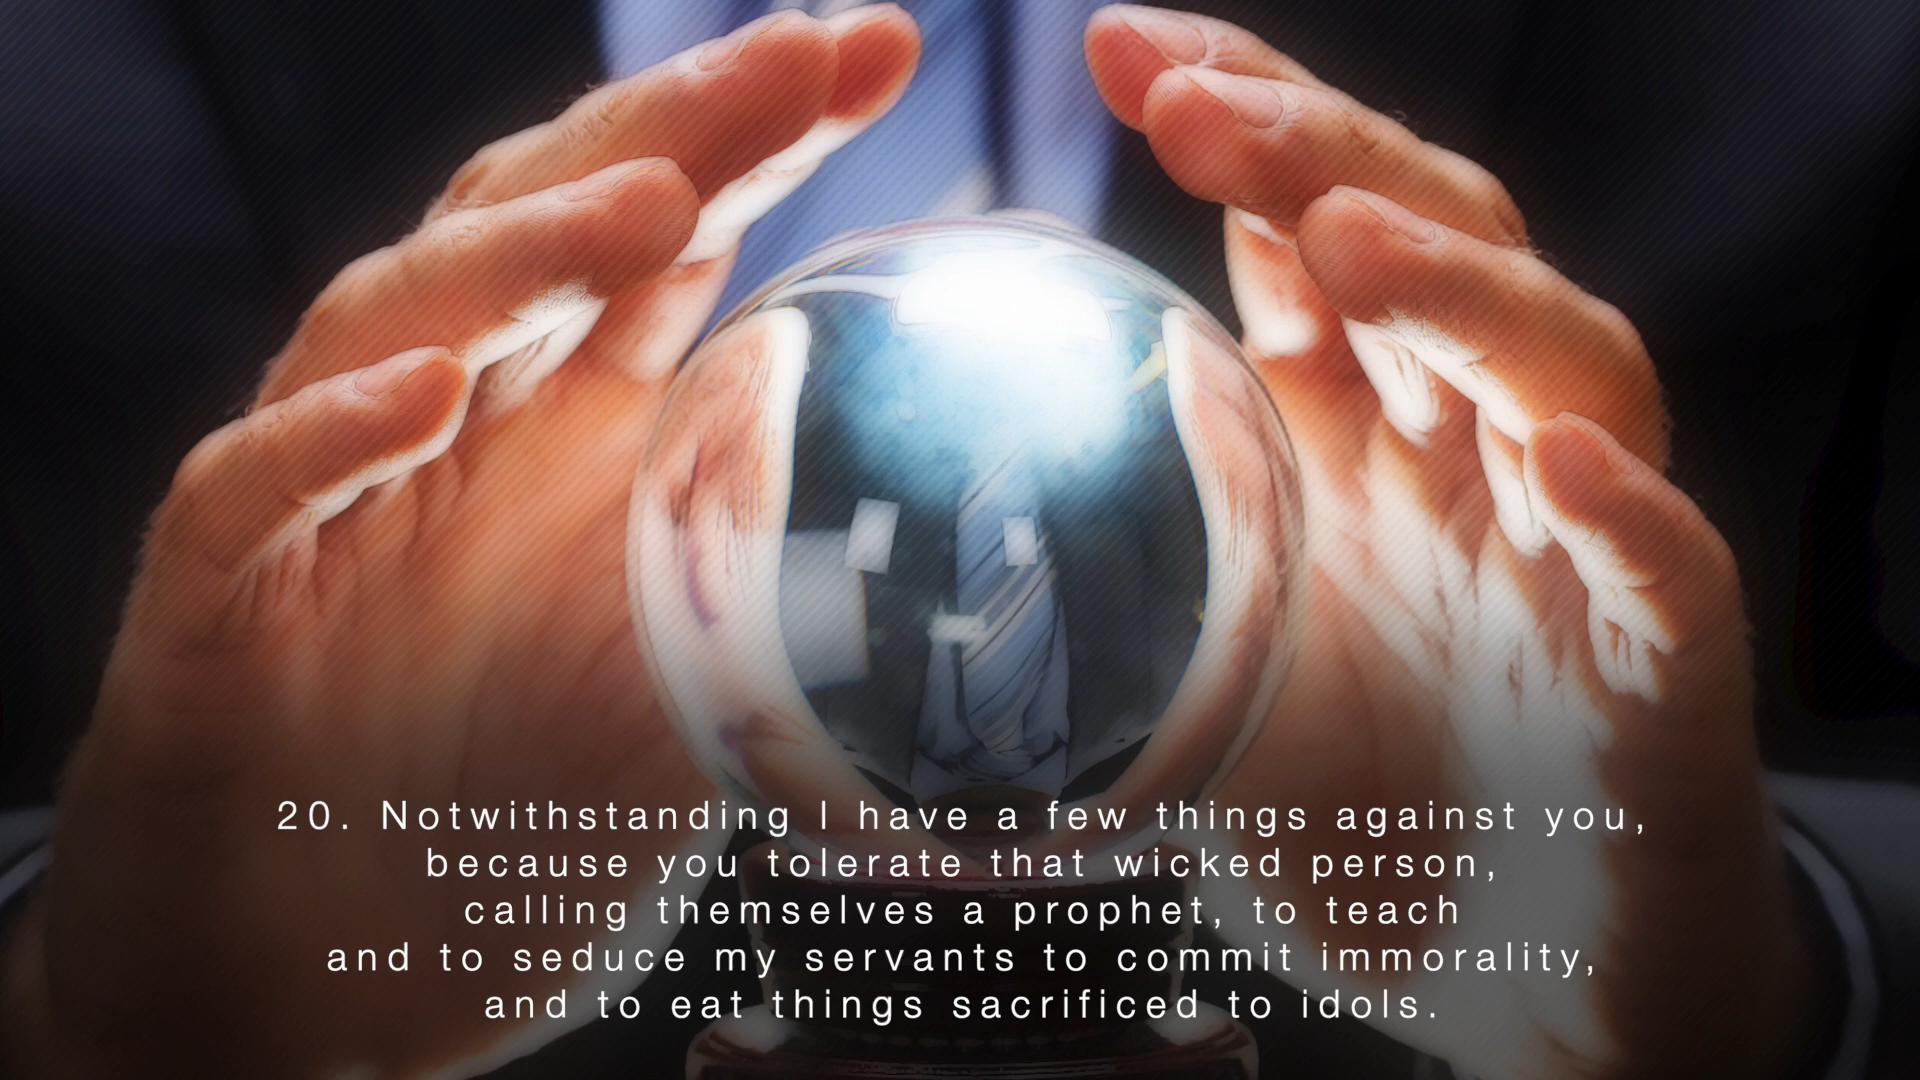 20. Notwithstanding I have a few things against you,
because you tolerate that wicked person,
calling themselves a prophet, to teach
and to seduce my servants to commit immorality,
and to eat things sacrificed to idols.